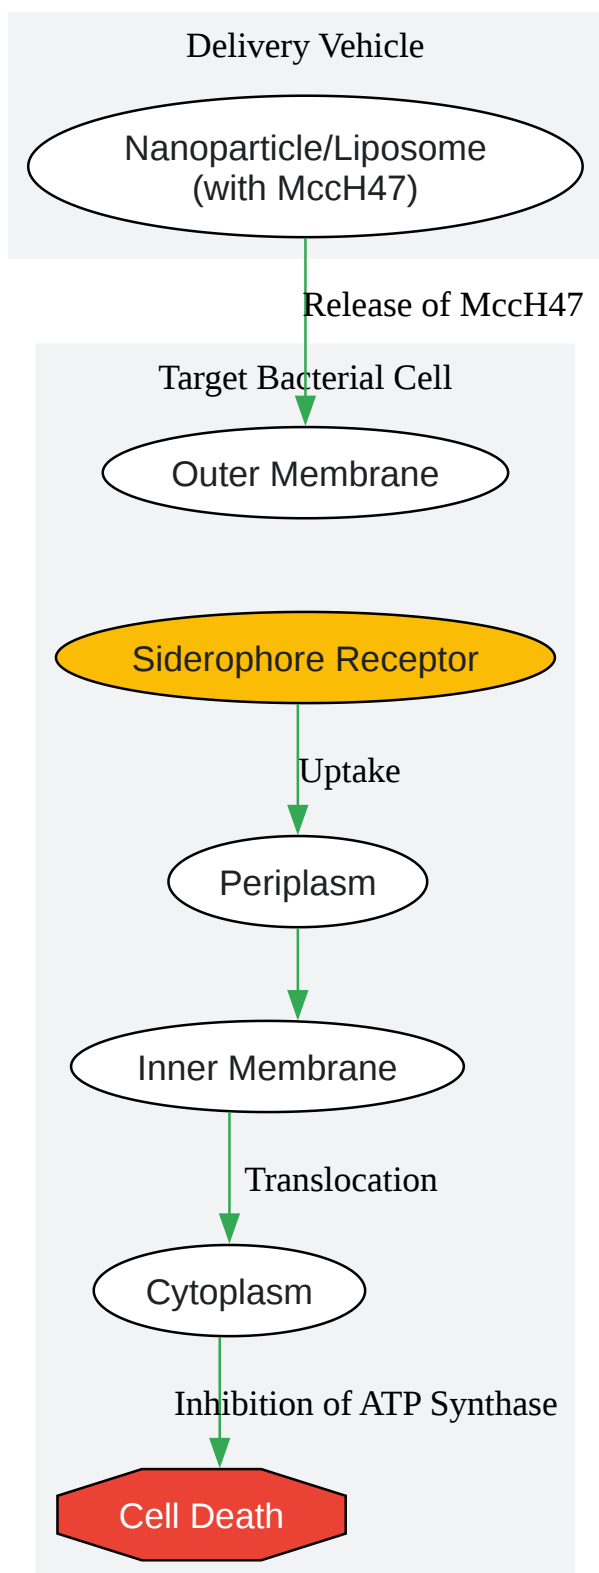 Delivery Vehicle
Nanoparticle/Liposome
(with MccH47)
Release of MccH47
Target Bacterial Cell
Outer Membrane
Siderophore Receptor
Uptake
Periplasm
Inner Membrane
Translocation
Cytoplasm
Inhibition of ATP Synthase
Cell Death